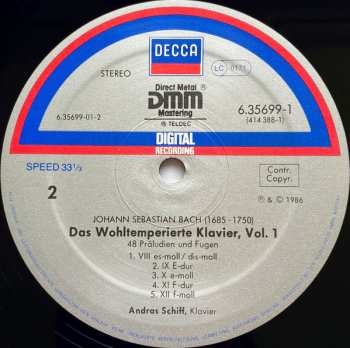 DECCA
STEREO
LC 0171
Direct Metal ®
DMM
Mastering
® TELDEC
6.35699-01-2
6.35699-1
(414 388-1)
DIGITAL
RECORDING
SPEED 33 1/3
Contr.
Copyr.
2
℗ & © 1986
JOHANN SEBASTIAN BACH (1685-1750)
Das Wohltemperierte Klavier, Vol. 1
48 Präludien und Fugen
1. VIII es-moll / dis-moll
2. IX E-dur
3. X e-moll
4. XI F-dur
5. XII f-moll
Andras Schiff, Klavier